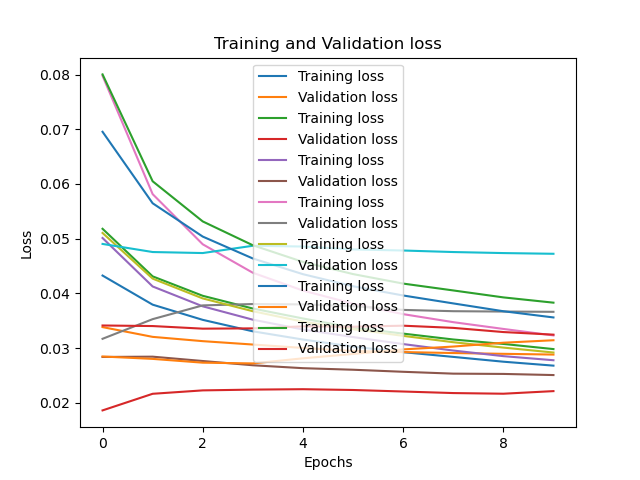 Training and Validation loss
Loss
0.08
0.07
0.06
0.05
0.04
0.03
0.02
Training loss
Validation loss
Training loss
Validation loss
Training loss
Validation loss
Training loss
Validation loss
Training loss
Validation loss
Training loss
Validation loss
Training loss
Validation loss
0 2 4 6 8
Epochs